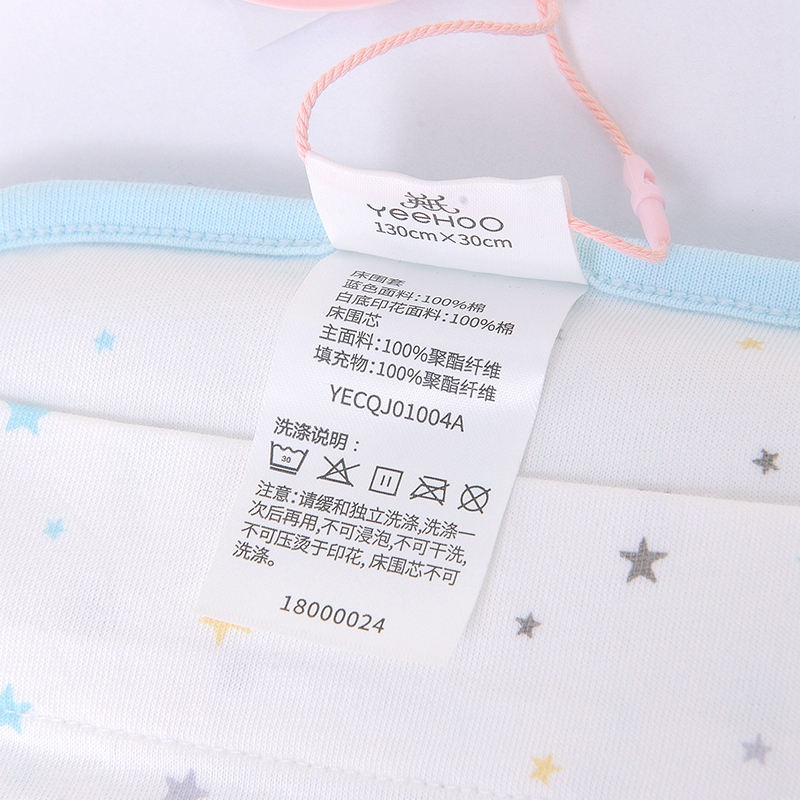 英氏
YeeHoO
130cm×30cm
床围套
蓝色面料:100%棉
白底印花面料:100%棉
床围芯
主面料:100%聚酯纤维
填充物:100%聚酯纤维
YECQJ01004A
洗涤说明:
30
注意:请缓和独立洗涤,洗涤一
次后再用,不可浸泡,不可干洗,
不可压烫于印花,床围芯不可
洗涤。
18000024